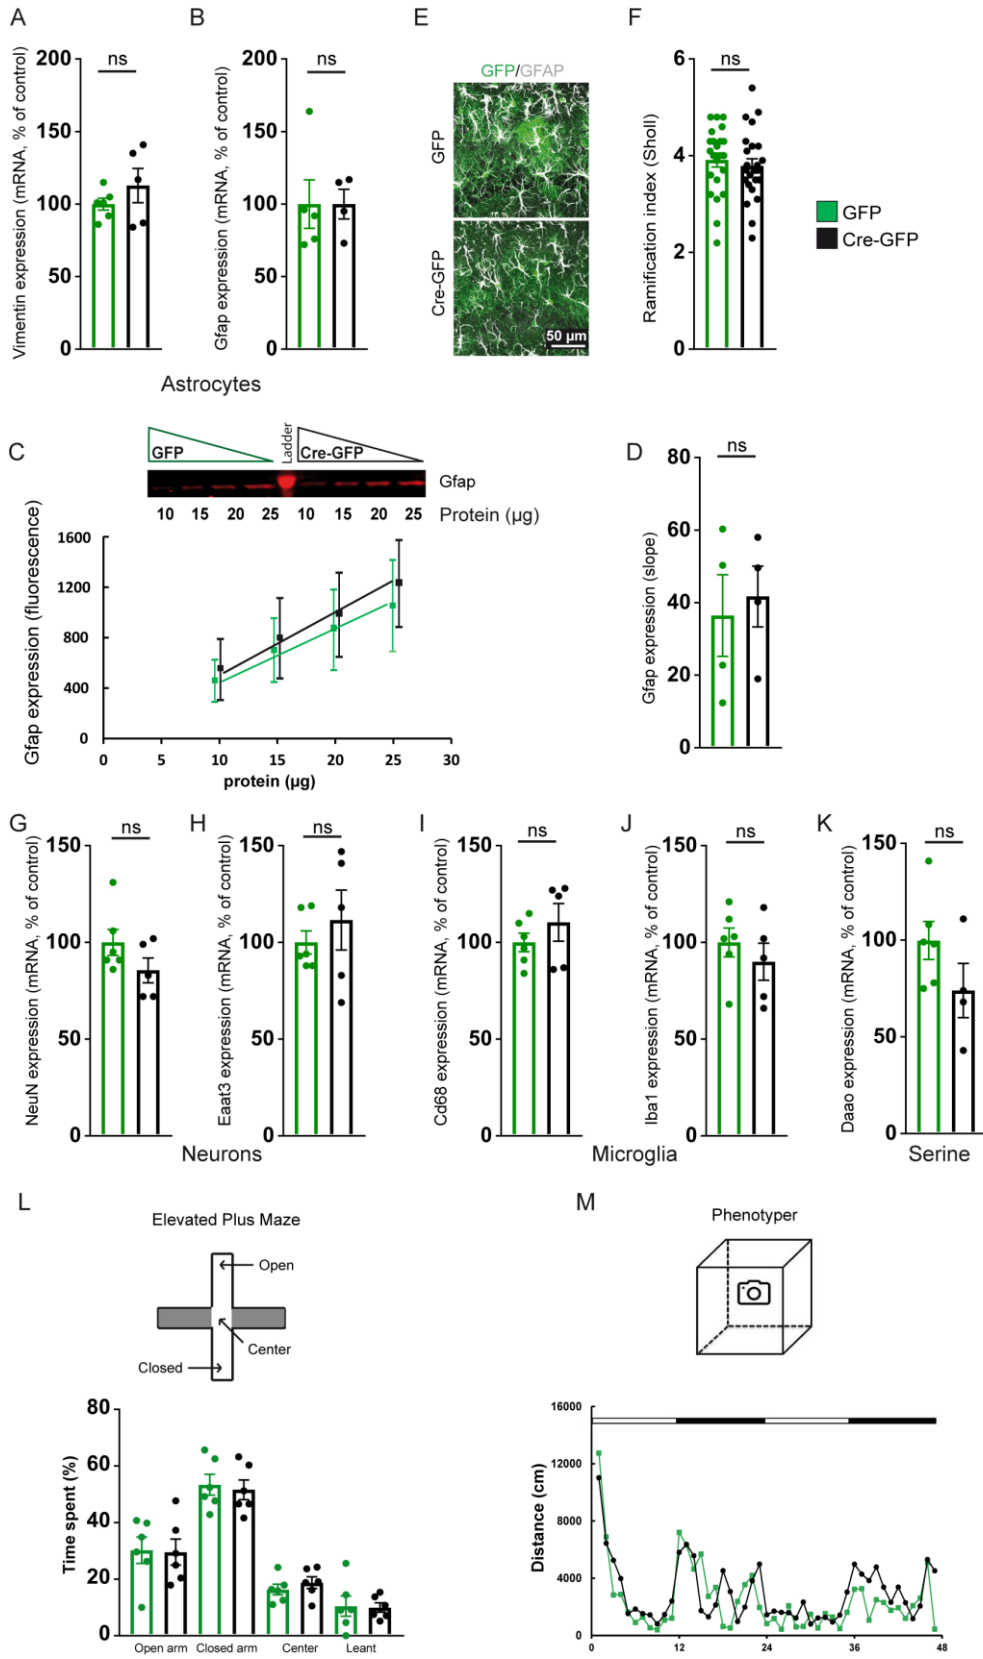 A
B
E
F
Vimentin expression (mRNA, % of control)
200
150
100
50
0
ns
Gfap expression (mRNA, % of control)
200
150
100
50
0
ns
GFP/GFAP
GFP
Cre-GFP
50 µm
Ramification index (Sholl)
6
4
2
0
ns
GFP
Cre-GFP
Astrocytes
C
GFP
Ladder
Cre-GFP
Gfap
10 15 20 25 10 15 20 25 Protein (µg)
Gfap expression (fluorescence)
1600
1200
800
400
0
0 5 10 15 20 25 30
protein (µg)
D
Gfap expression (slope)
80
60
40
20
0
ns
G
NeuN expression (mRNA, % of control)
150
100
50
0
ns
H
Eaat3 expression (mRNA, % of control)
150
100
50
0
ns
I
Cd68 expression (mRNA, % of control)
150
100
50
0
ns
J
Iba1 expression (mRNA, % of control)
150
100
50
0
ns
K
Daao expression (mRNA, % of control)
150
100
50
0
ns
Neurons
Microglia
Serine
L
Elevated Plus Maze
Open
Center
Closed
Time spent (%)
80
60
40
20
0
Open arm Closed arm Center Leant
M
Phenotyper
Distance (cm)
16000
12000
8000
4000
0
0 12 24 36 48